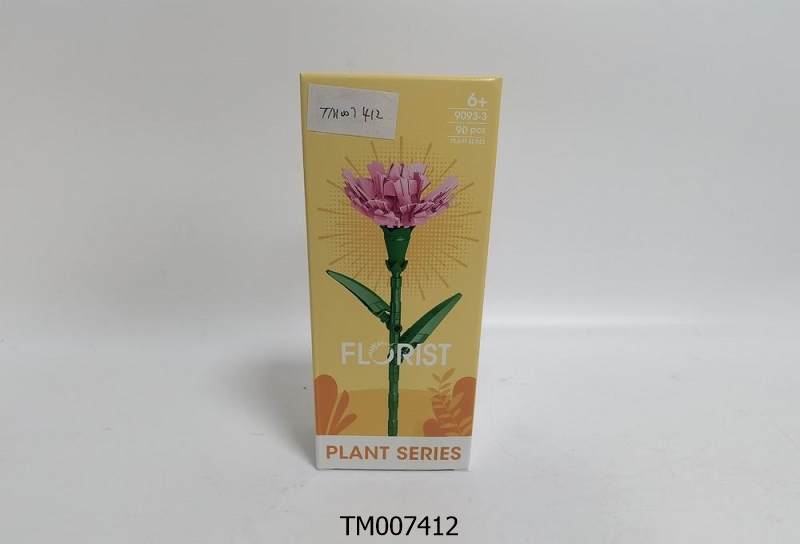 TM007412
6+
9093-3
90 pcs
PLANT SERIES
FLORIST
PLANT SERIES
TM007412